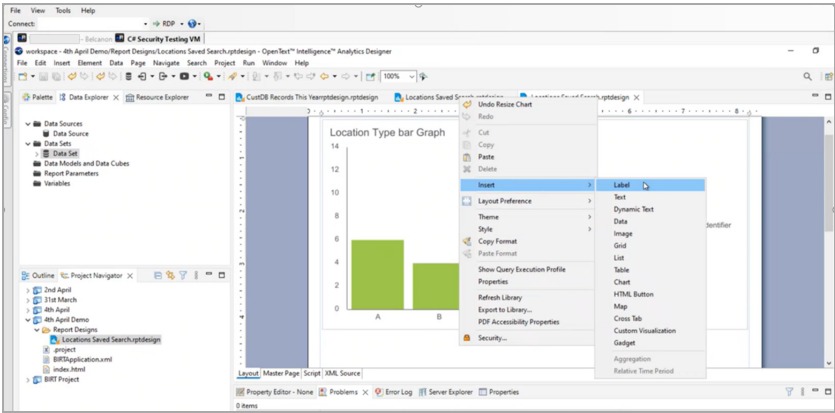 File View Tools Help
Connect: RDP
Belcanon C# Security Testing VM
workspace - 4th April Demo/Report Designs/Locations Saved Search.rptdesign - OpenText™ Intelligence™ Analytics Designer
File Edit Insert Element Data Page Navigate Search Project Run Window Help
100%
Palette Data Explorer Resource Explorer
CustDB Records This Yearrptdesign.rptdesign
Data Sources
Data Source
Data Sets
Data Set
Data Models and Data Cubes
Report Parameters
Variables
Outline Project Navigator
2nd April
31st March
4th April
4th April Demo
Report Designs
Locations Saved Search.rptdesign
.project
BIRTApplication.xml
index.html
BIRT Project
Location Type bar Graph
14
12
10
8
6
4
2
0
A B
Undo Resize Chart
Redo
Cut
Copy
Paste
Delete
Insert
Layout Preference
Theme
Style
Copy Format
Paste Format
Show Query Execution Profile
Properties
Refresh Library
Export to Library...
PDF Accessibility Properties
Security...
Label
Text
Dynamic Text
Data
Image
Grid
List
Table
Chart
HTML Button
Map
Cross Tab
Custom Visualization
Gadget
Aggregation
Relative Time Period
Layout Master Page Script XML Source
Property Editor - None Problems Error Log Server Explorer Properties
0 items